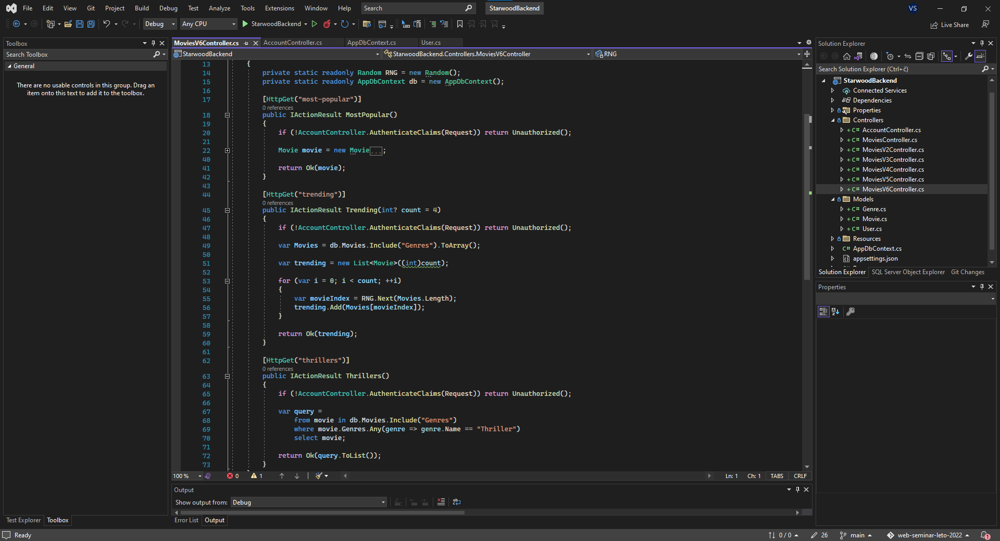 File Edit View Git Project Build Debug Test Analyze Tools Extensions Window Help Search StarwoodBackend VS
Debug Any CPU StarwoodBackend Live Share
Toolbox
Search Toolbox
General
There are no usable controls in this group. Drag an
item onto this text to add it to the toolbox.
Test Explorer Toolbox
MoviesV6Controller.cs AccountController.cs AppDbContext.cs User.cs
StarwoodBackend StarwoodBackend.Controllers.MoviesV6Controller RNG
13 {
14 private static readonly Random RNG = new Random();
15 private static readonly AppDbContext db = new AppDbContext();
16
17 [HttpGet("most-popular")]
0 references
18 public IActionResult MostPopular()
19 {
20 if (!AccountController.AuthenticateClaims(Request)) return Unauthorized();
21
22 Movie movie = new Movie...;
40
41 return Ok(movie);
42 }
43
44 [HttpGet("trending")]
0 references
45 public IActionResult Trending(int? count = 4)
46 {
47 if (!AccountController.AuthenticateClaims(Request)) return Unauthorized();
48
49 var Movies = db.Movies.Include("Genres").ToArray();
50
51 var trending = new List<Movie>((int)count);
52
53 for (var i = 0; i < count; ++i)
54 {
55 var movieIndex = RNG.Next(Movies.Length);
56 trending.Add(Movies[movieIndex]);
57 }
58
59 return Ok(trending);
60 }
61
62 [HttpGet("thrillers")]
0 references
63 public IActionResult Thrillers()
64 {
65 if (!AccountController.AuthenticateClaims(Request)) return Unauthorized();
66
67 var query =
68 from movie in db.Movies.Include("Genres")
69 where movie.Genres.Any(genre => genre.Name == "Thriller")
70 select movie;
71
72 return Ok(query.ToList());
73 }
100 % 0 1 Ln: 1 Ch: 1 TABS CRLF
Output
Show output from: Debug
Error List Output
Solution Explorer
Search Solution Explorer (Ctrl+č)
StarwoodBackend
Connected Services
Dependencies
Properties
Controllers
+ C# AccountController.cs
+ C# MoviesController.cs
+ C# MoviesV2Controller.cs
+ C# MoviesV3Controller.cs
+ C# MoviesV4Controller.cs
+ C# MoviesV5Controller.cs
+ C# MoviesV6Controller.cs
Models
+ C# Genre.cs
+ C# Movie.cs
+ C# User.cs
Resources
C# AppDbContext.cs
appsettings.json
Solution Explorer SQL Server Object Explorer Git Changes
Properties
Ready 0 / 0 26 main web-seminar-leto-2022 1